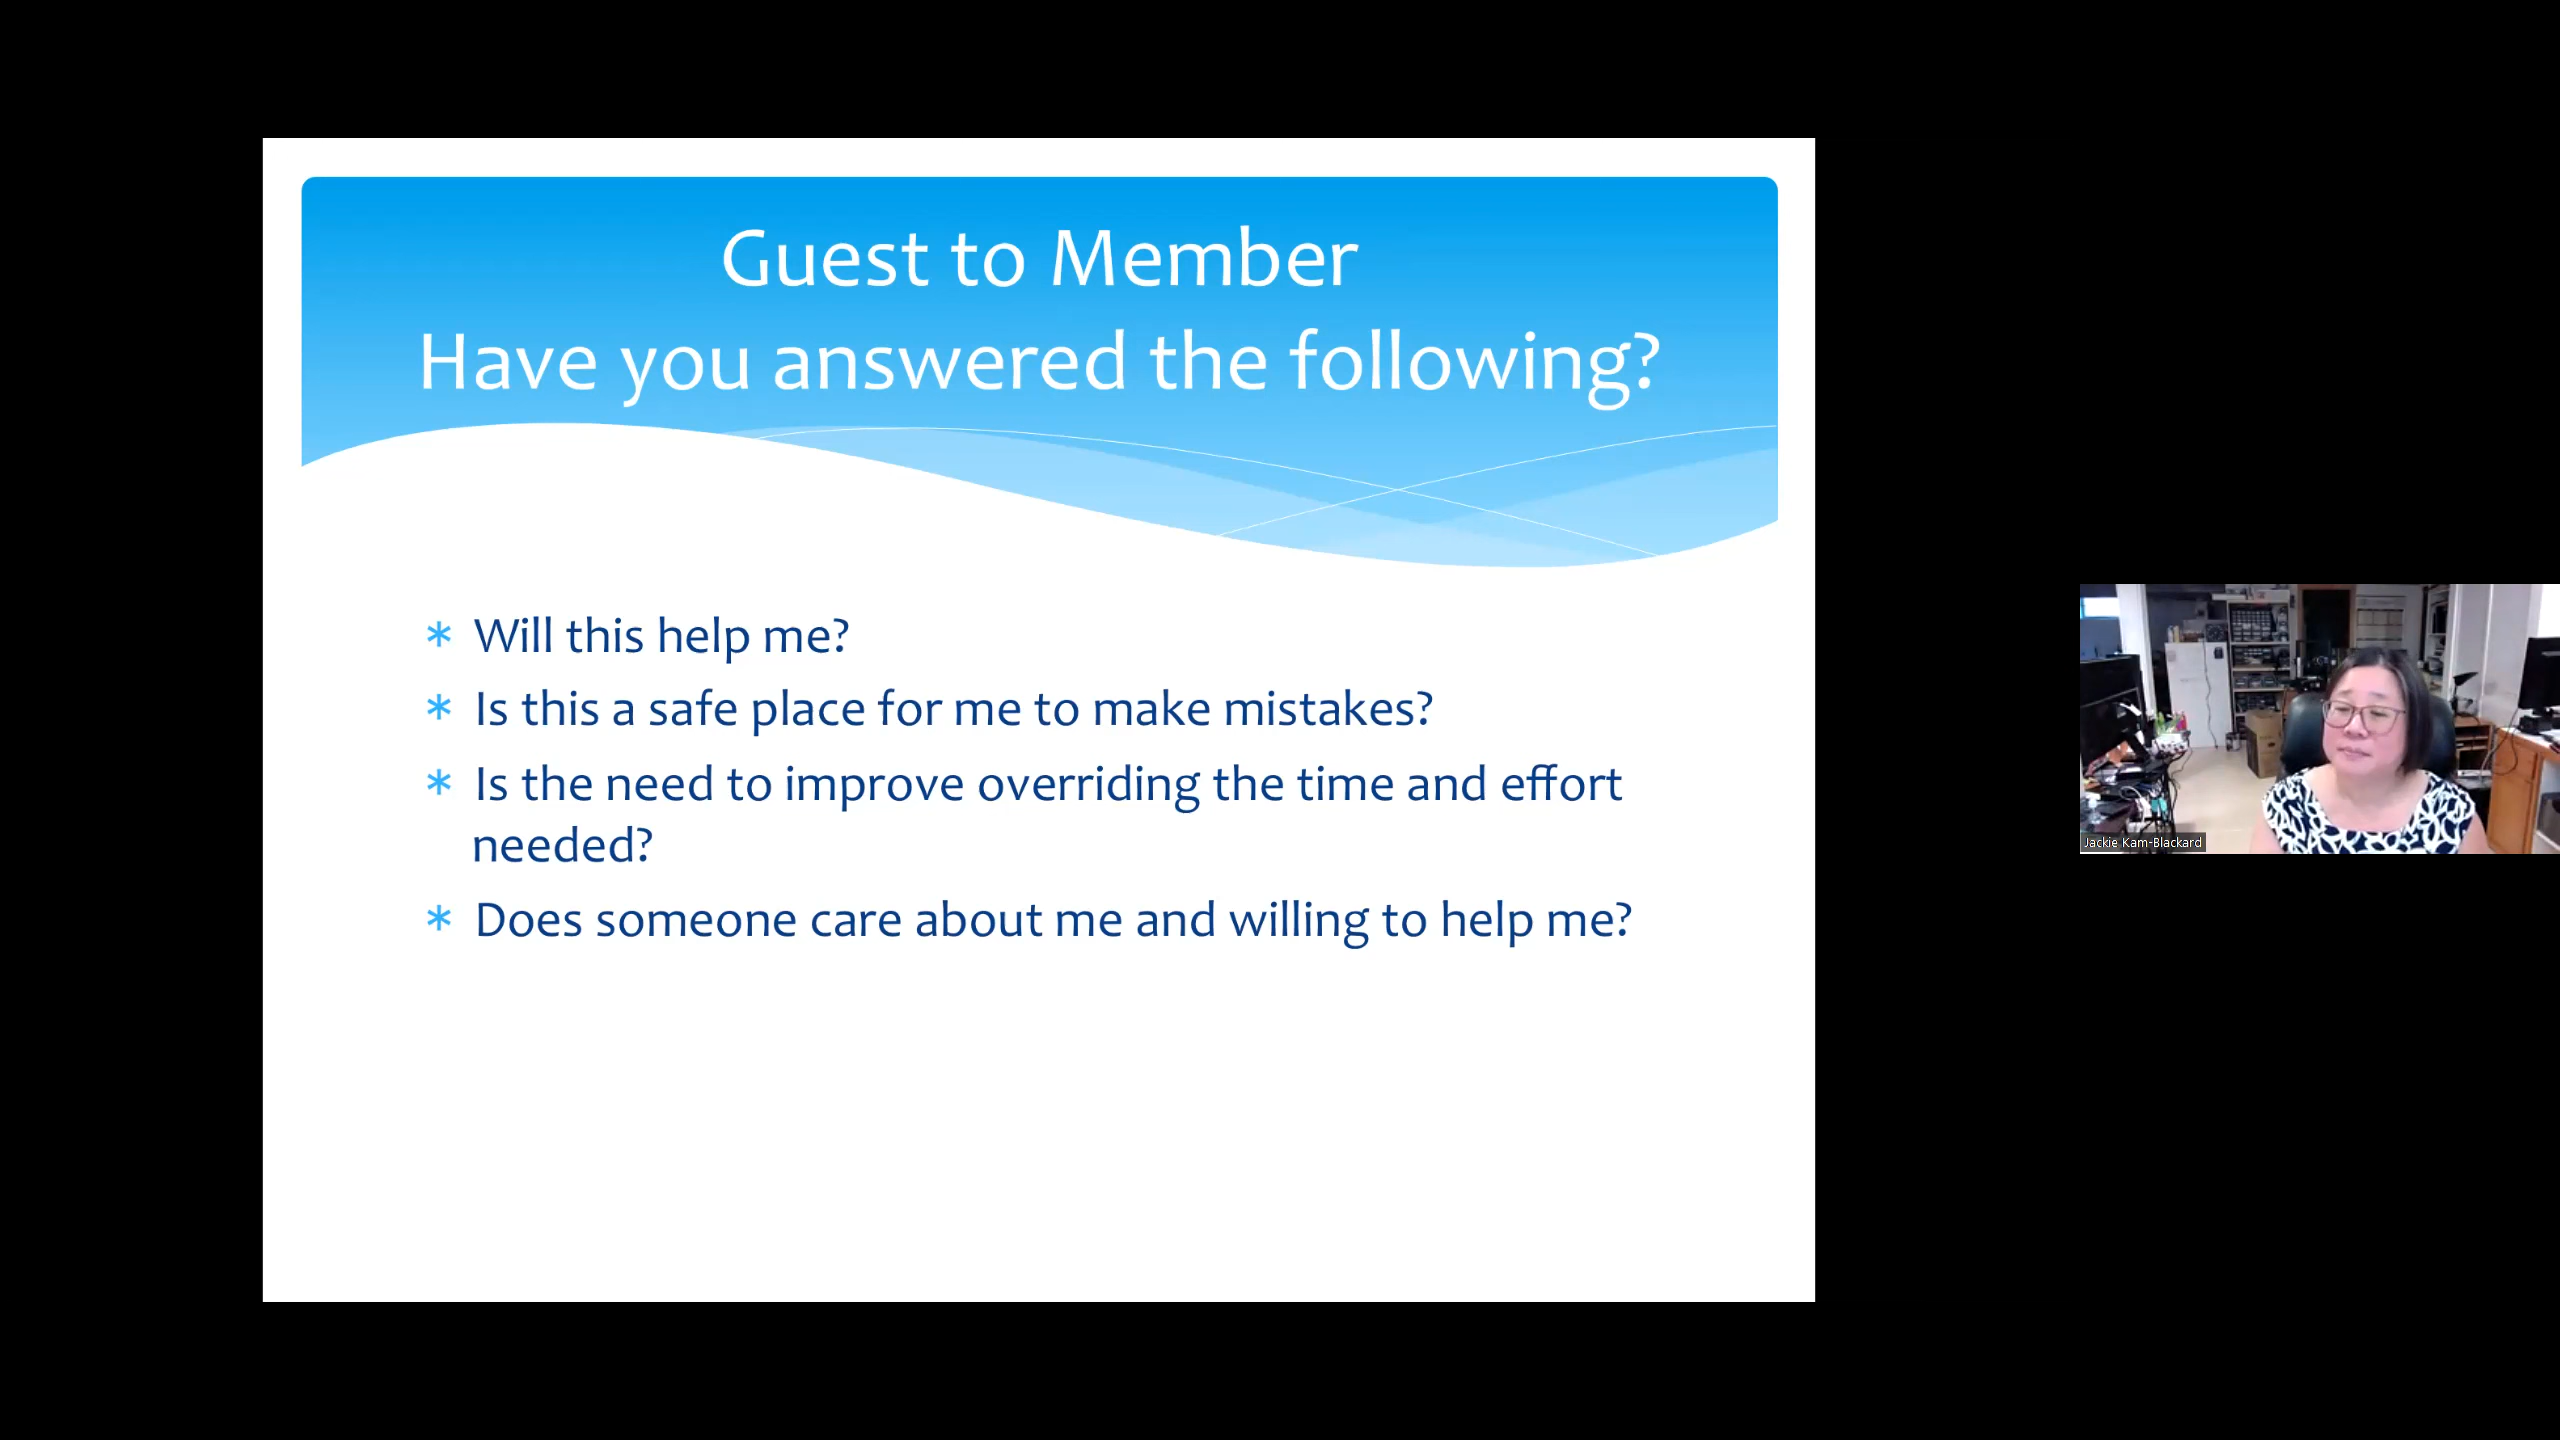 Guest to Member
Have you answered the following?
* Will this help me?
* Is this a safe place for me to make mistakes?
* Is the need to improve overriding the time and effort
needed?
* Does someone care about me and willing to help me?
Jackie Kam-Blackard